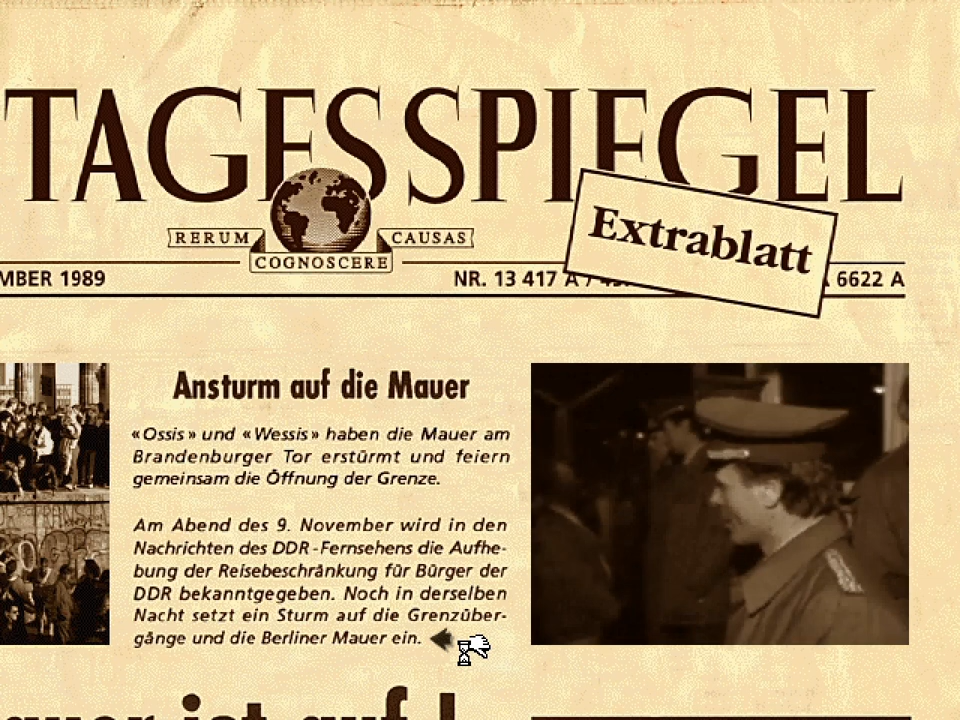 TAGESSPIEGEL
RERUM CAUSAS
COGNOSCERE
Extrablatt
MBER 1989 NR. 13 417 A / 6622 A
Ansturm auf die Mauer
«Ossis» und «Wessis» haben die Mauer am
Brandenburger Tor erstürmt und feiern
gemeinsam die Öffnung der Grenze.
Am Abend des 9. November wird in den
Nachrichten des DDR-Fernsehens die Aufhe-
bung der Reisebeschränkung für Bürger der
DDR bekanntgegeben. Noch in derselben
Nacht setzt ein Sturm auf die Grenzüber-
gänge und die Berliner Mauer ein.
auer ist auf!